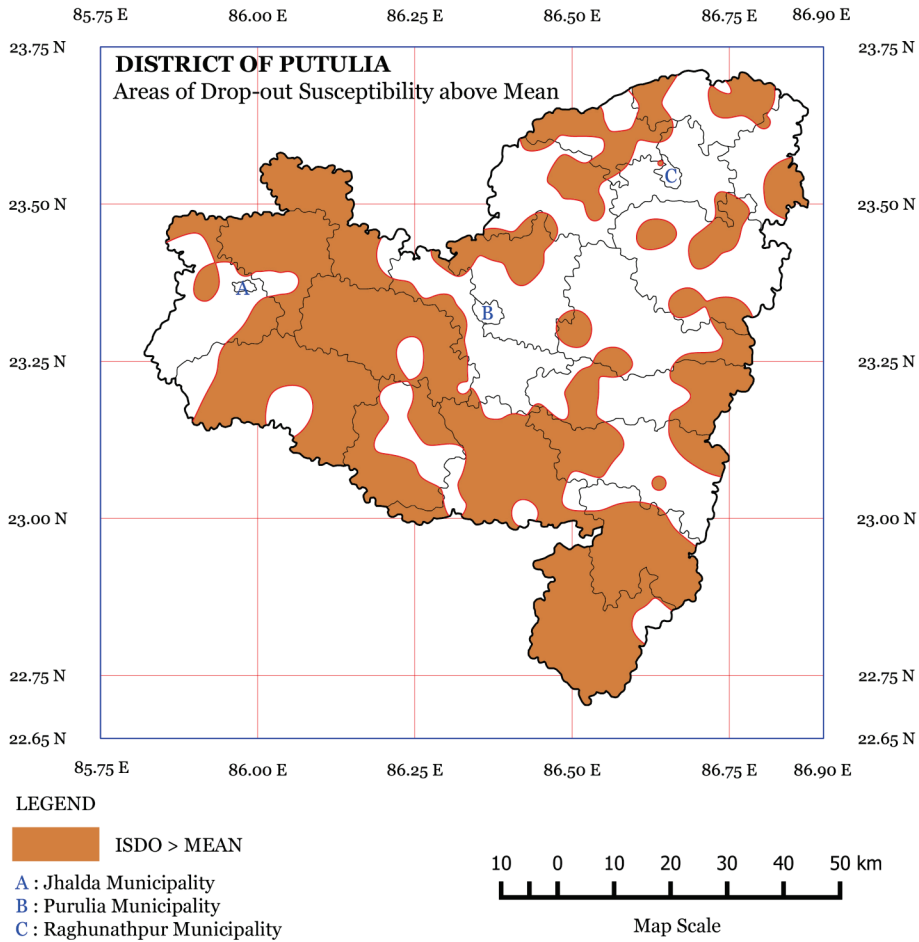 85.75 E 86.00 E 86.25 E 86.50 E 86.75 E 86.90 E
23.75 N 23.75 N
DISTRICT OF PUTULIA
Areas of Drop-out Susceptibility above Mean
C
23.50 N 23.50 N
A
B
23.25 N 23.25 N
23.00 N 23.00 N
22.75 N 22.75 N
22.65 N 22.65 N
85.75 E 86.00 E 86.25 E 86.50 E 86.75 E 86.90 E
LEGEND
ISDO > MEAN
A : Jhalda Municipality
B : Purulia Municipality
C : Raghunathpur Municipality
10 0 10 20 30 40 50 km
Map Scale